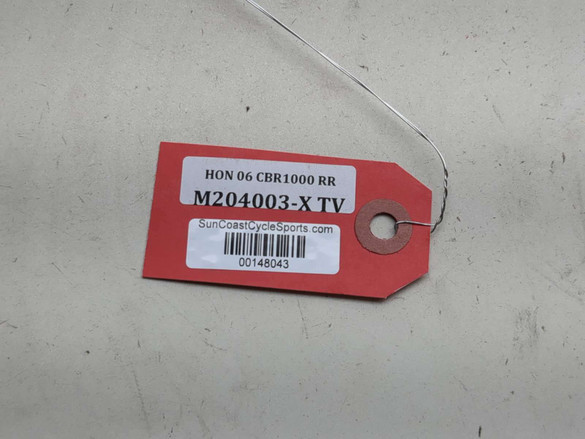 HON 06 CBR1000 RR
M204003-X TV
SunCoastCycleSports.com
00148043